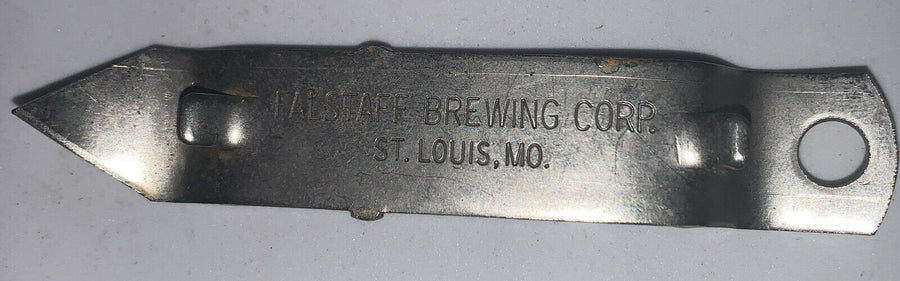 FALSTAFF BREWING CORP.
ST. LOUIS, MO.